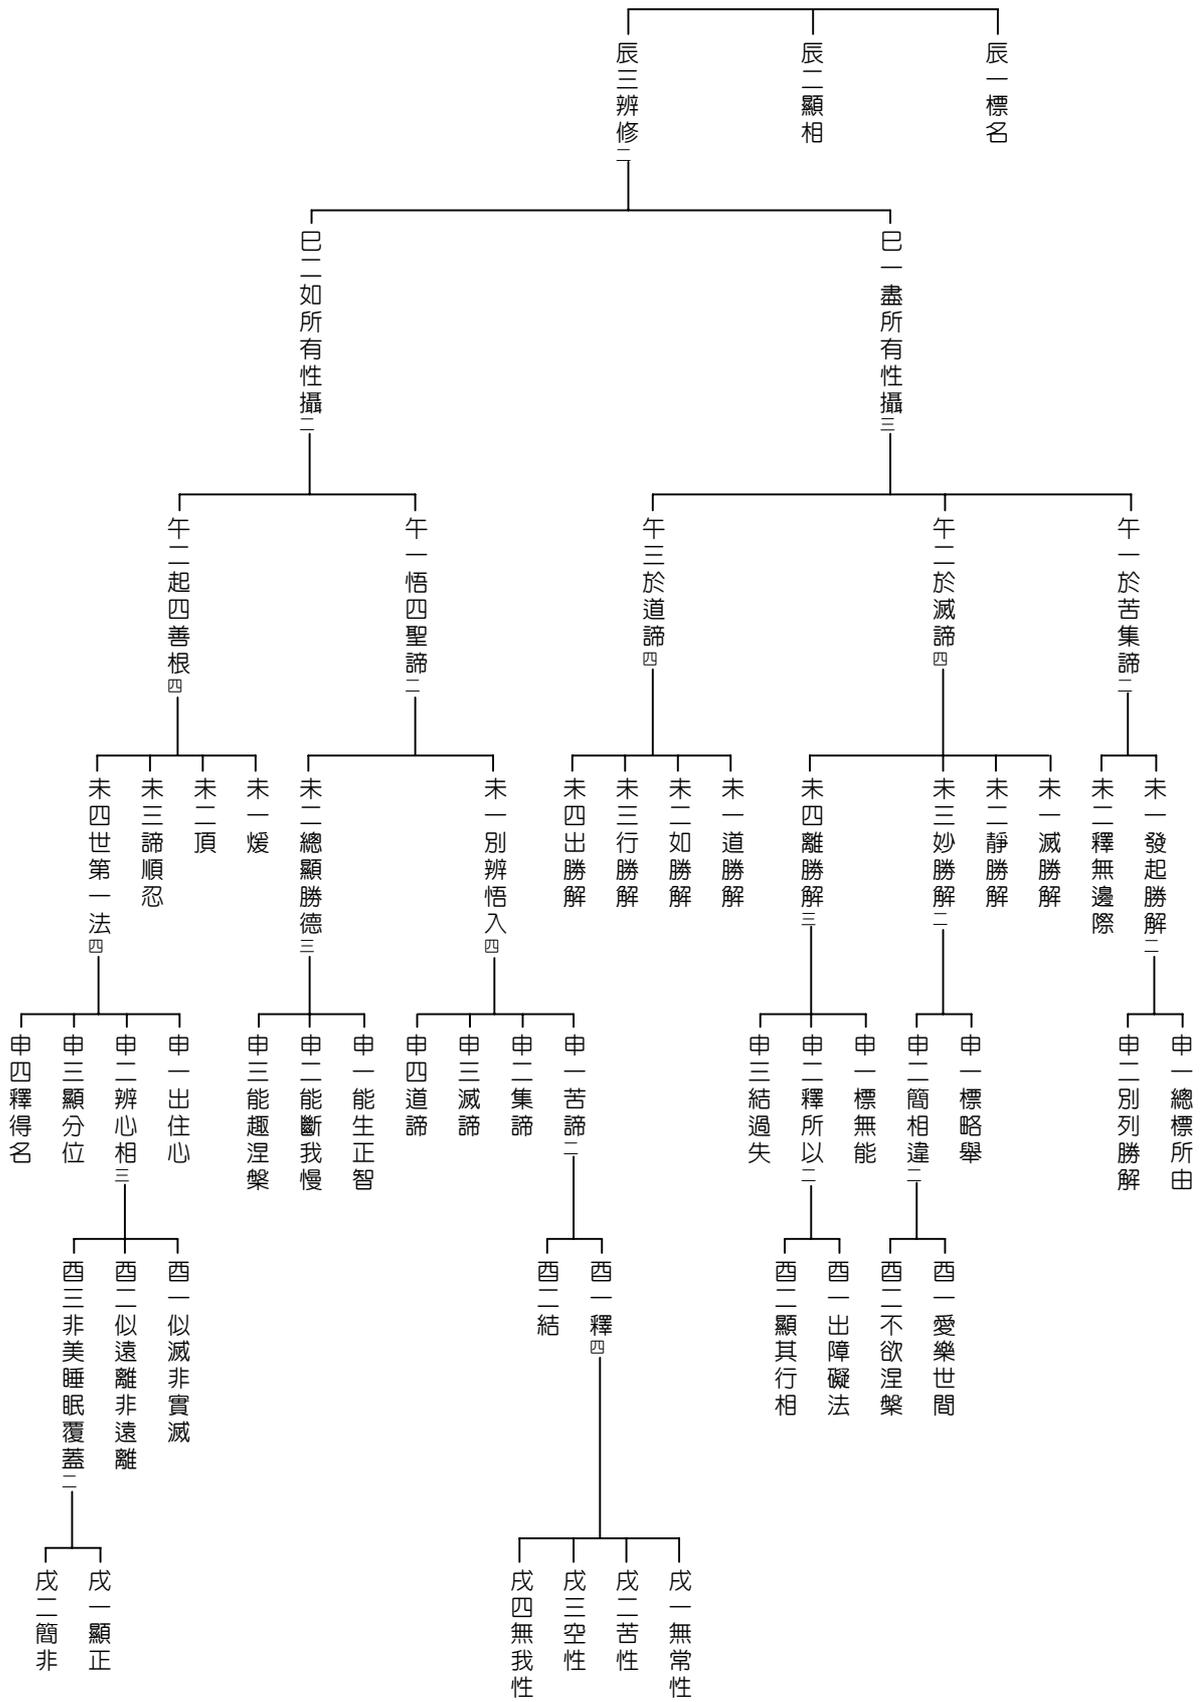 辰一標名
辰二顯相
辰三辨修二
巳一盡所有性攝三
巳二如所有性攝二
午一於苦集諦二
午二於滅諦四
午三於道諦四
午一悟四聖諦二
午二起四善根四
未一發起勝解二
未二釋無邊際
未一滅勝解
未二靜勝解
未三妙勝解二
未四離勝解三
未一道勝解
未二如勝解
未三行勝解
未四出勝解
未一別辨悟入四
未二總顯勝德三
未一煖
未二頂
未三諦順忍
未四世第一法四
申一總標所由
申二別列勝解
申一標略舉
申二簡相違二
申一標無能
申二釋所以二
申三結過失
申一苦諦二
申二集諦
申三滅諦
申四道諦
申一能生正智
申二能斷我慢
申三能趣涅槃
申一出住心
申二辨心相三
申三顯分位
申四釋得名
酉一愛樂世間
酉二不欲涅槃
酉一出障礙法
酉二顯其行相
酉一釋四
酉二結
酉一似滅非實滅
酉二似遠離非遠離
酉三非美睡眠覆蓋二
戌一無常性
戌二苦性
戌三空性
戌四無我性
戌一顯正
戌二簡非